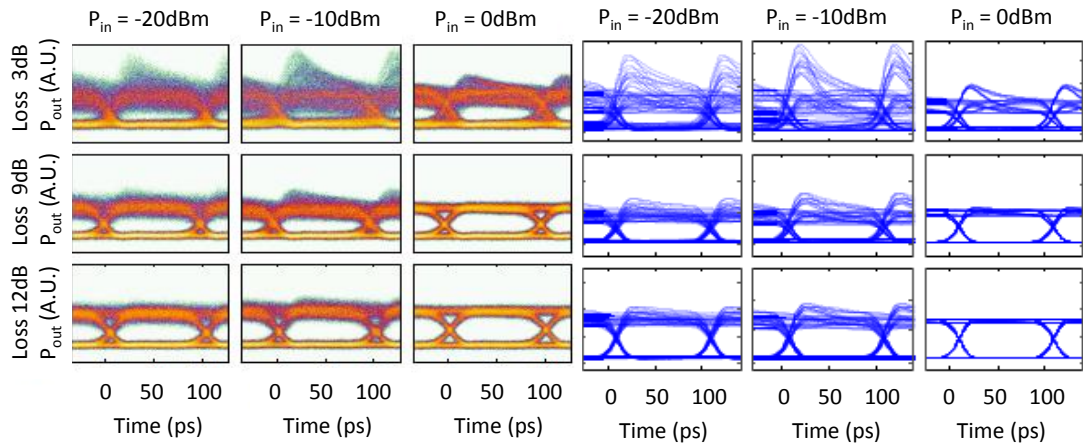 P_in = -20dBm P_in = -10dBm P_in = 0dBm P_in = -20dBm P_in = -10dBm P_in = 0dBm
Loss 3dB
P_out (A.U.)
Loss 9dB
P_out (A.U.)
Loss 12dB
P_out (A.U.)
0 50 100 0 50 100 0 50 100 0 50 100 0 50 100 0 50 100
Time (ps) Time (ps) Time (ps) Time (ps) Time (ps) Time (ps)